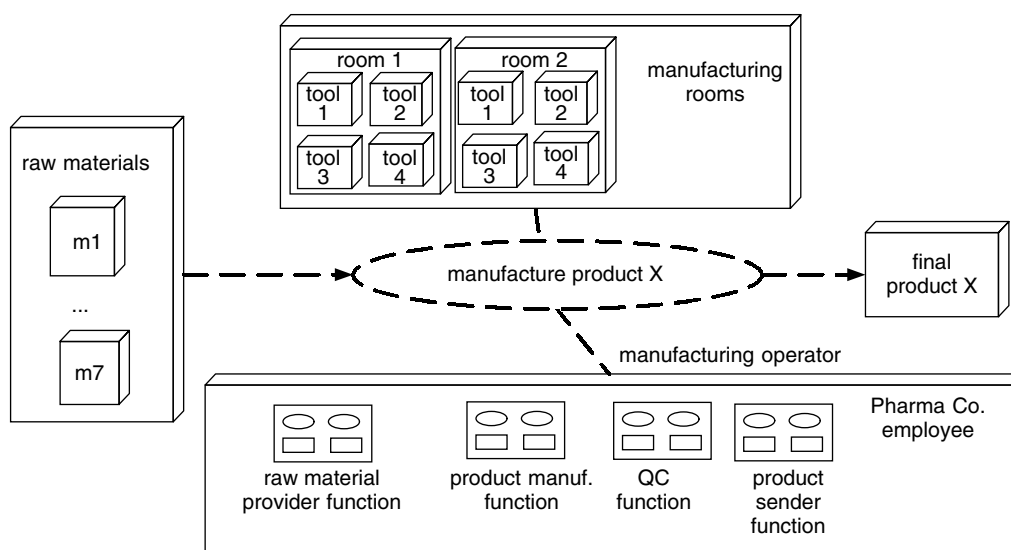 room 1
tool
1
tool
2
tool
3
tool
4
room 2
tool
1
tool
2
tool
3
tool
4
manufacturing
rooms
raw materials
m1
...
m7
manufacture product X
final
product X
manufacturing operator
Pharma Co.
employee
raw material
provider function
product manuf.
function
QC
function
product
sender
function